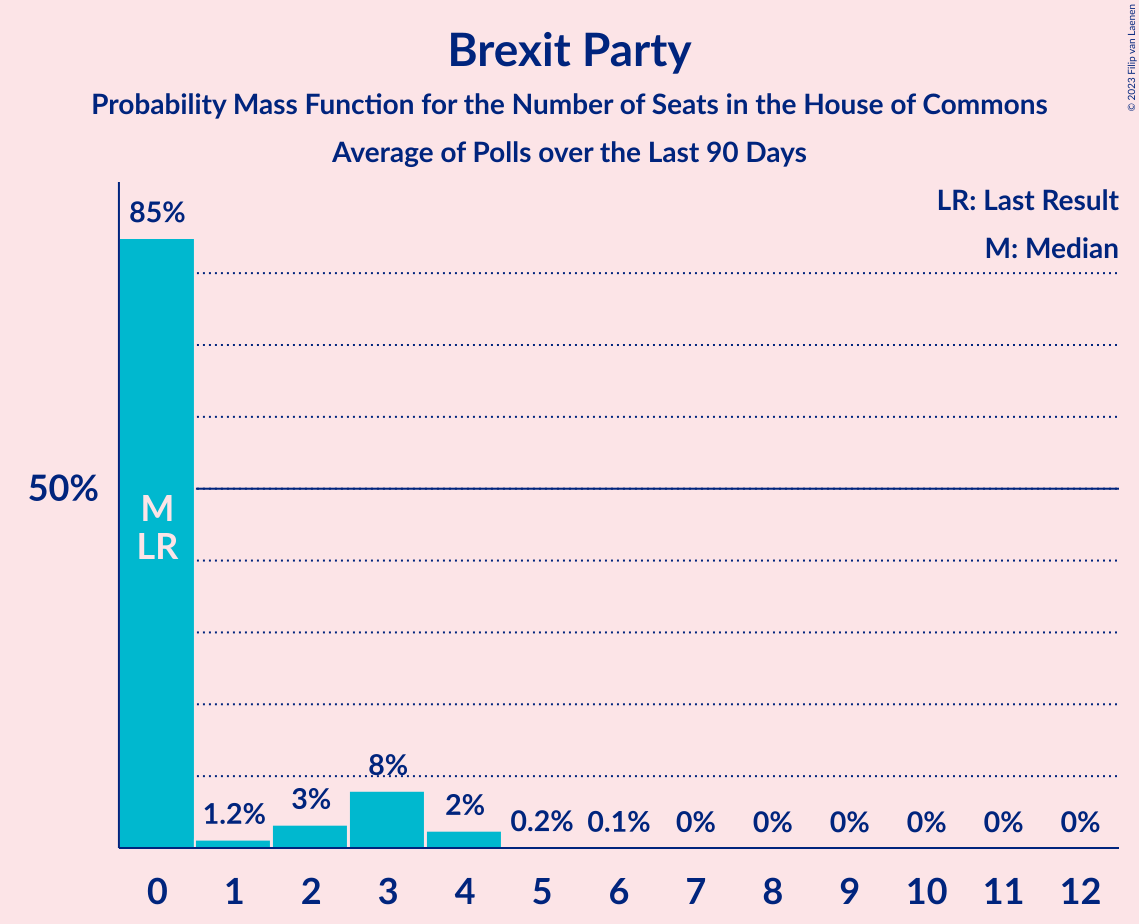 Brexit Party
Probability Mass Function for the Number of Seats in the House of Commons
Average of Polls over the Last 90 Days
© 2023 Filip van Laenen
LR: Last Result
M: Median
85%
50%
M
LR
1.2%
3%
8%
2%
0.2%
0.1%
0%
0%
0%
0%
0%
0%
0 1 2 3 4 5 6 7 8 9 10 11 12